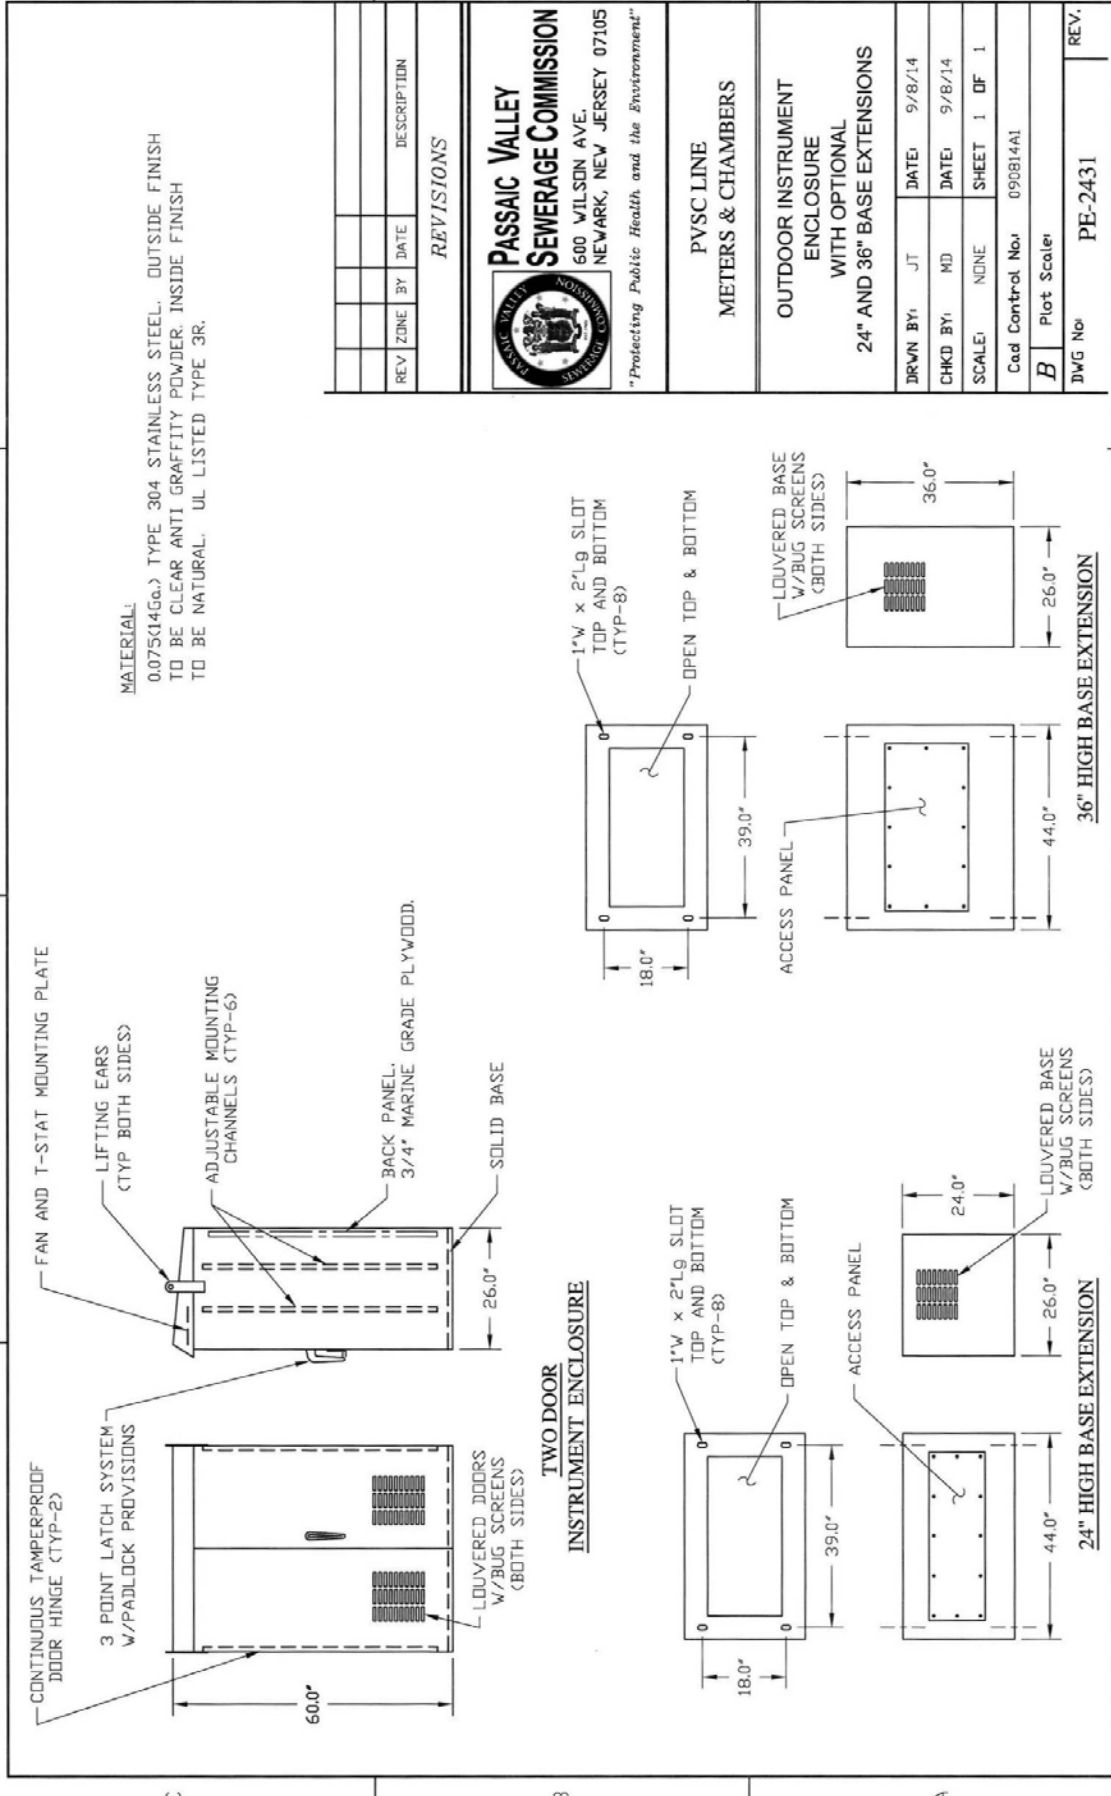 CONTINUOUS TAMPERPROOF
DOOR HINGE (TYP-2)
3 POINT LATCH SYSTEM
W/PADLOCK PROVISIONS
FAN AND T-STAT MOUNTING PLATE
LIFTING EARS
(TYP BOTH SIDES)
ADJUSTABLE MOUNTING
CHANNELS (TYP-6)
BACK PANEL.
3/4" MARINE GRADE PLYWOOD.
SOLID BASE
60.0"
26.0"
LOUVERED DOORS
W/BUG SCREENS
(BOTH SIDES)
TWO DOOR
INSTRUMENT ENCLOSURE
MATERIAL:
0.075(14Ga.) TYPE 304 STAINLESS STEEL. OUTSIDE FINISH
TO BE CLEAR ANTI GRAFFITY POWDER. INSIDE FINISH
TO BE NATURAL. UL LISTED TYPE 3R.
1"W x 2"Lg SLOT
TOP AND BOTTOM
(TYP-8)
OPEN TOP & BOTTOM
18.0"
39.0"
ACCESS PANEL
44.0"
26.0"
24.0"
LOUVERED BASE
W/BUG SCREENS
(BOTH SIDES)
24" HIGH BASE EXTENSION
1"W x 2"Lg SLOT
TOP AND BOTTOM
(TYP-8)
OPEN TOP & BOTTOM
18.0"
39.0"
ACCESS PANEL
LOUVERED BASE
W/BUG SCREENS
(BOTH SIDES)
36.0"
44.0"
26.0"
36" HIGH BASE EXTENSION
REV ZONE BY DATE DESCRIPTION
REVISIONS
PASSAIC VALLEY
SEWERAGE COMMISSION
PASSAIC VALLEY
SEWERAGE COMMISSION
600 WILSON AVE.
NEWARK, NEW JERSEY 07105
"Protecting Public Health and the Environment"
PVSC LINE
METERS & CHAMBERS
OUTDOOR INSTRUMENT
ENCLOSURE
WITH OPTIONAL
24" AND 36" BASE EXTENSIONS
DRWN BY: JT DATE: 9/8/14
CHKD BY: MD DATE: 9/8/14
SCALE: NONE SHEET 1 OF 1
Cad Control No.: 090814A1
B Plot Scale:
DWG No: PE-2431 REV.